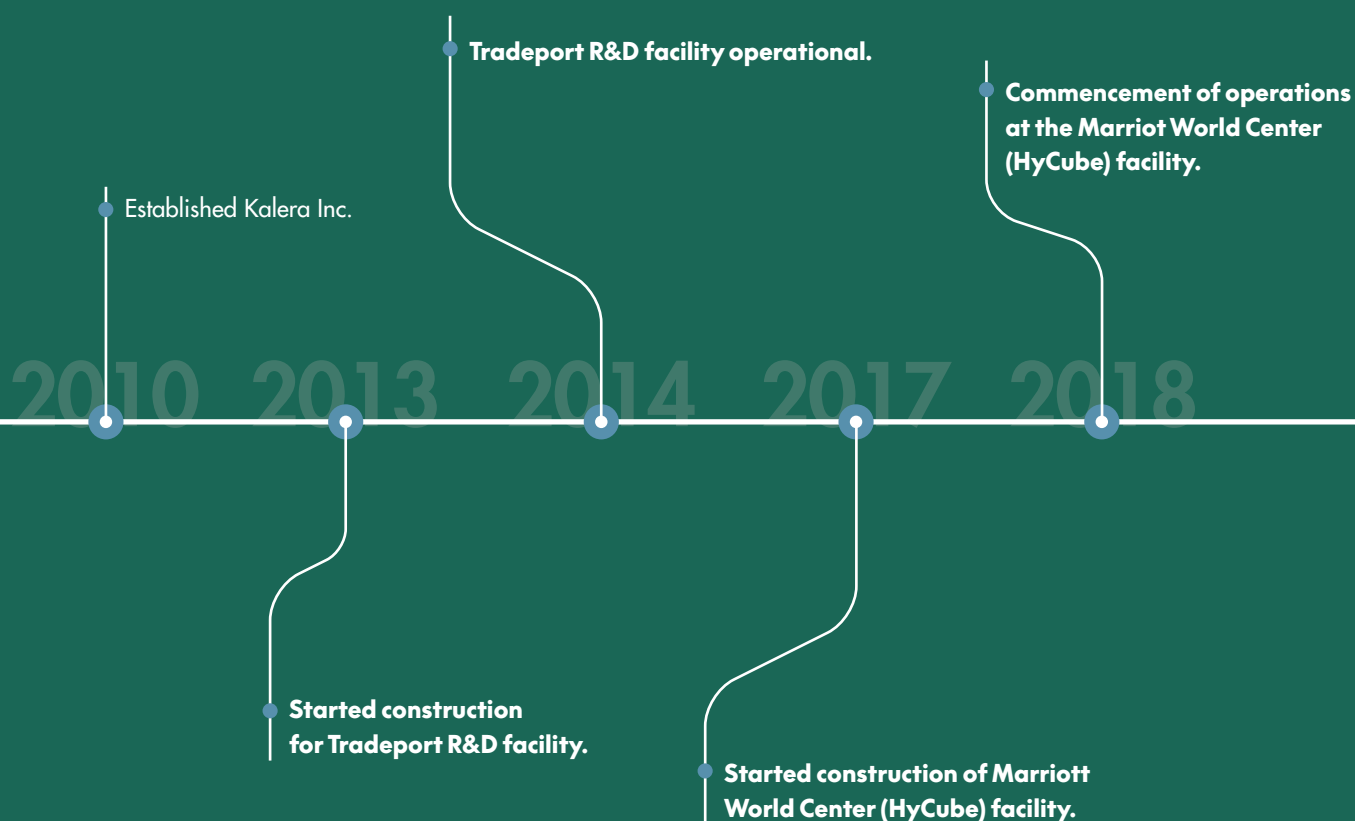 Tradeport R&D facility operational.
Commencement of operations
at the Marriot World Center
(HyCube) facility.
Established Kalera Inc.
2010
2013
2014
2017
2018
Started construction
for Tradeport R&D facility.
Started construction of Marriott
World Center (HyCube) facility.